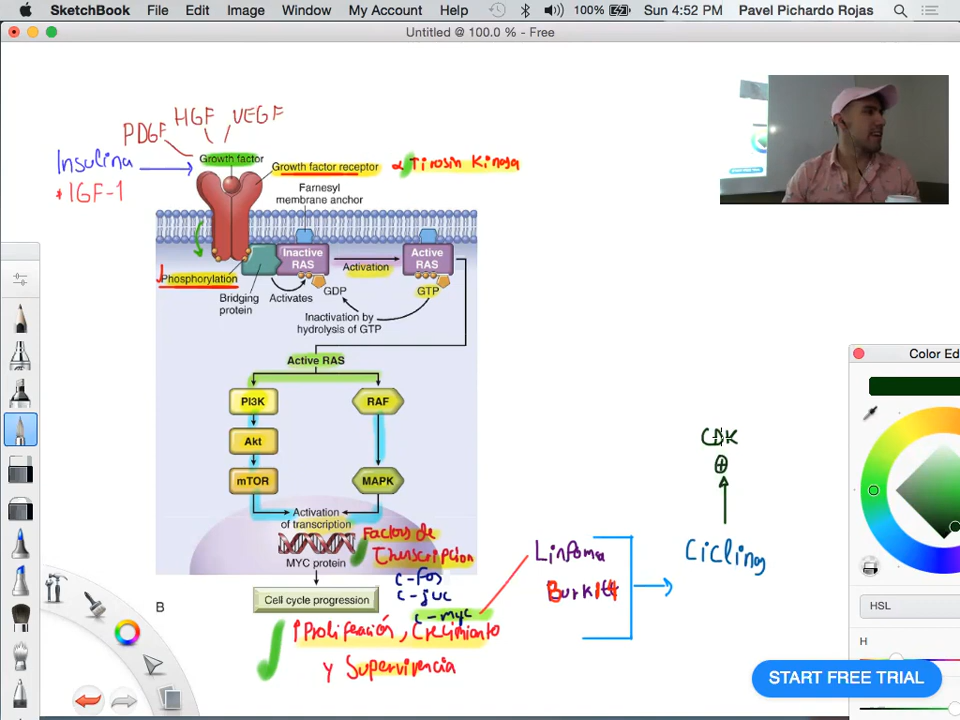 SketchBook File Edit Image Window My Account Help 100% Sun 4:52 PM Pavel Pichardo Rojas
Untitled @ 100.0 % - Free
PDGF HGF VEGF
Insulina
* IGF-1
Growth factor
Growth factor receptor
Tirosin Kinasa
Farnesyl
membrane anchor
Inactive
RAS
Activation
Active
RAS
Phosphorylation
Bridging
protein
Activates
GDP
GTP
Inactivation by
hydrolysis of GTP
Active RAS
PI3K
RAF
Akt
mTOR
MAPK
Activation
of transcription
MYC protein
Factores de
Transcripcion
c-Fos
c-Juc
c-myc
Cell cycle progression
B
↑Proliferación, Crecimiento
y Supervivencia
Linfoma
Burkitt
CDK
⊕
Cicling
Color Ed
HSL
H
START FREE TRIAL